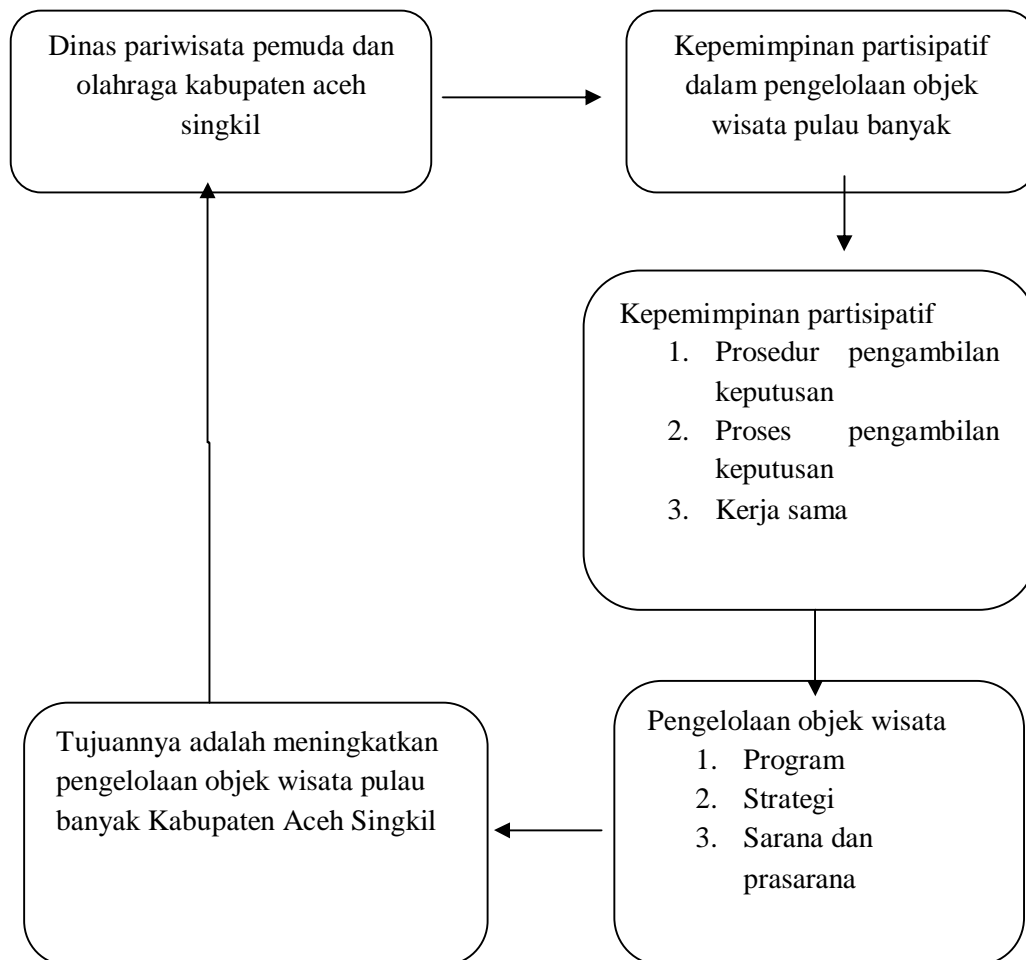 Dinas pariwisata pemuda dan
olahraga kabupaten aceh
singkil
Kepemimpinan partisipatif
dalam pengelolaan objek
wisata pulau banyak
Kepemimpinan partisipatif
1. Prosedur pengambilan
keputusan
2. Proses pengambilan
keputusan
3. Kerja sama
Pengelolaan objek wisata
1. Program
2. Strategi
3. Sarana dan
prasarana
Tujuannya adalah meningkatkan
pengelolaan objek wisata pulau
banyak Kabupaten Aceh Singkil